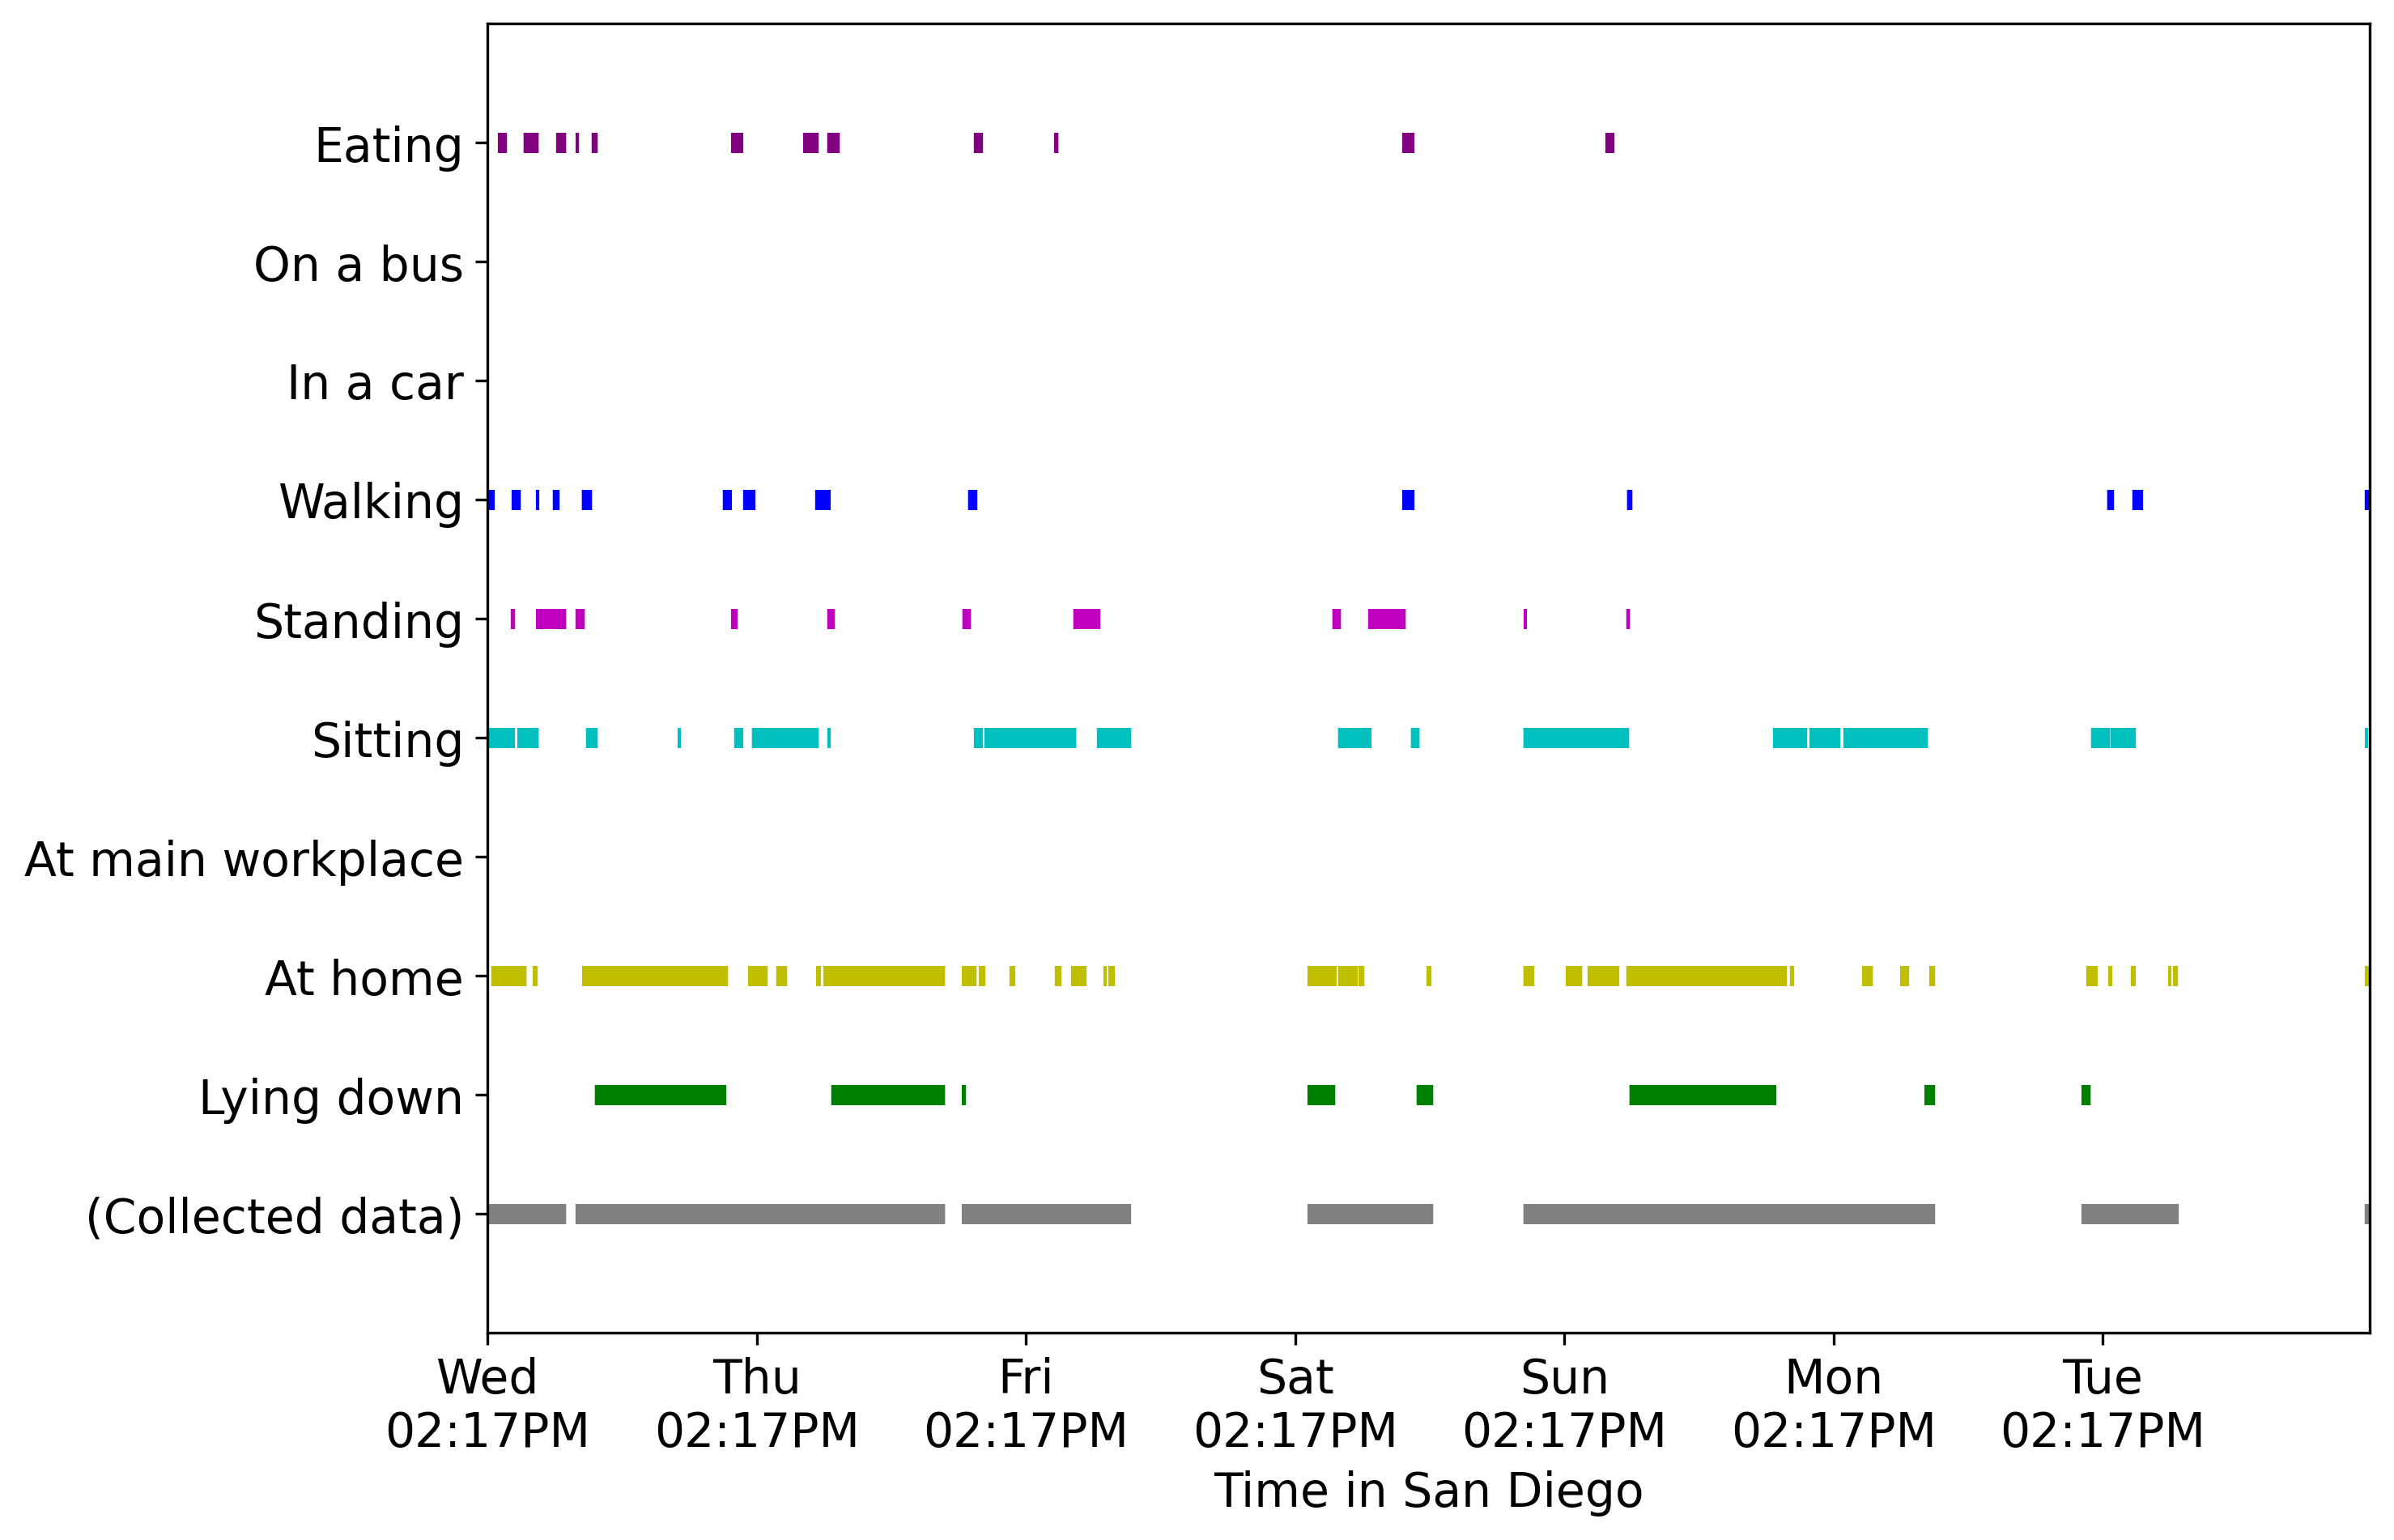 Eating
On a bus
In a car
Walking
Standing
Sitting
At main workplace
At home
Lying down
(Collected data)
Wed Thu Fri Sat Sun Mon Tue
02:17PM 02:17PM 02:17PM 02:17PM 02:17PM 02:17PM 02:17PM
Time in San Diego